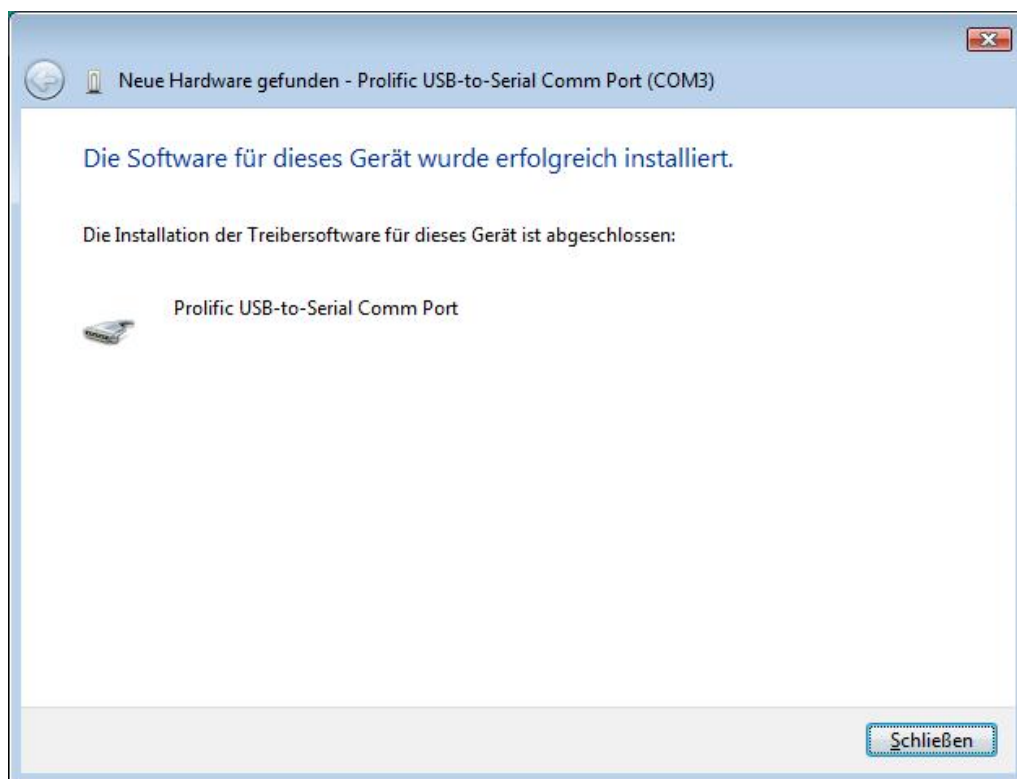 Neue Hardware gefunden - Prolific USB-to-Serial Comm Port (COM3)
Die Software für dieses Gerät wurde erfolgreich installiert.
Die Installation der Treibersoftware für dieses Gerät ist abgeschlossen:
Prolific USB-to-Serial Comm Port
Schließen